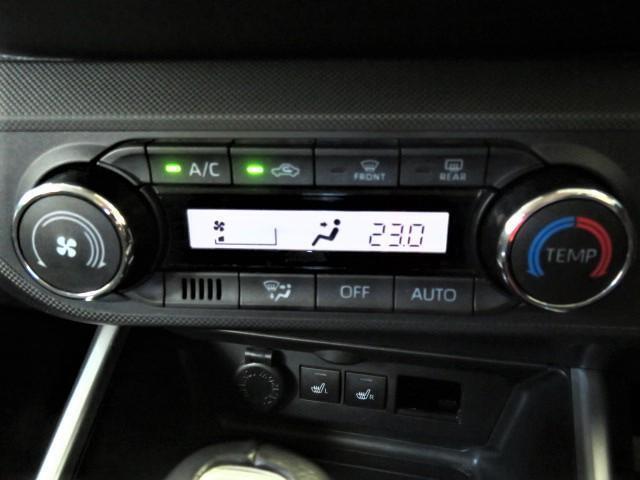 A/C
FRONT
REAR
23.0
TEMP
OFF
AUTO
L
R